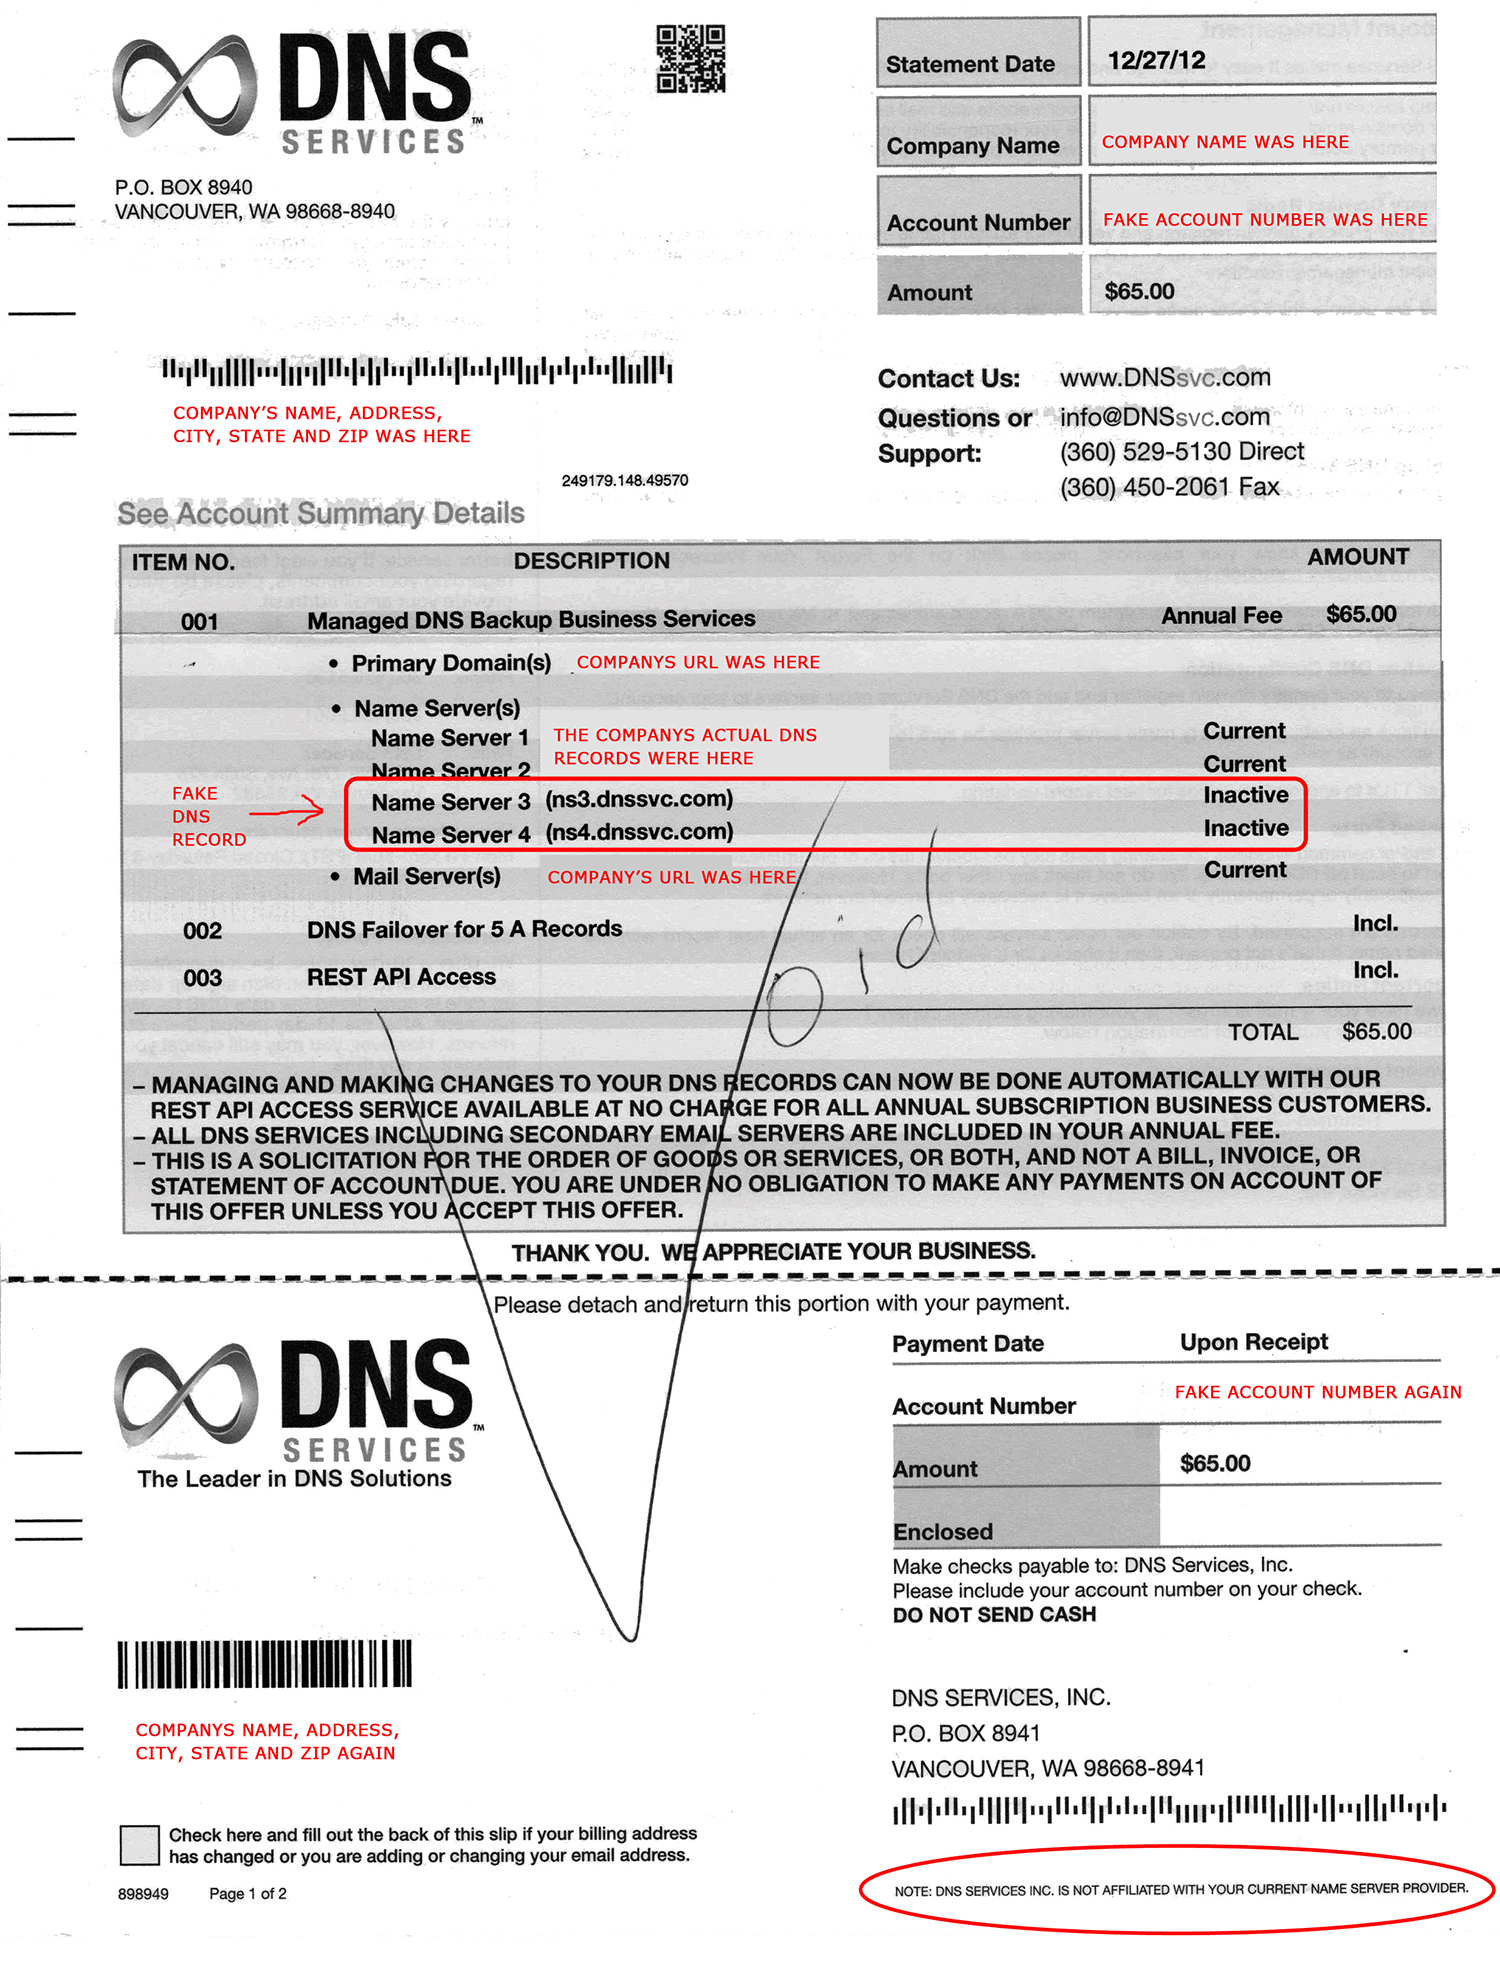 DNS
SERVICES™
P.O. BOX 8940
VANCOUVER, WA 98668-8940
Statement Date 12/27/12
Company Name COMPANY NAME WAS HERE
Account Number FAKE ACCOUNT NUMBER WAS HERE
Amount $65.00
COMPANY'S NAME, ADDRESS,
CITY, STATE AND ZIP WAS HERE
Contact Us: www.DNSsvc.com
Questions or info@DNSsvc.com
Support: (360) 529-5130 Direct
(360) 450-2061 Fax
249179.148.49570
See Account Summary Details
ITEM NO. DESCRIPTION AMOUNT
001 Managed DNS Backup Business Services Annual Fee $65.00
• Primary Domain(s) COMPANYS URL WAS HERE
• Name Server(s)
Name Server 1 THE COMPANYS ACTUAL DNS Current
Name Server 2 RECORDS WERE HERE Current
FAKE
DNS
RECORD
Name Server 3 (ns3.dnssvc.com) Inactive
Name Server 4 (ns4.dnssvc.com) Inactive
• Mail Server(s) COMPANY'S URL WAS HERE Current
002 DNS Failover for 5 A Records Incl.
003 REST API Access Incl.
Void
TOTAL $65.00
– MANAGING AND MAKING CHANGES TO YOUR DNS RECORDS CAN NOW BE DONE AUTOMATICALLY WITH OUR
REST API ACCESS SERVICE AVAILABLE AT NO CHARGE FOR ALL ANNUAL SUBSCRIPTION BUSINESS CUSTOMERS.
– ALL DNS SERVICES INCLUDING SECONDARY EMAIL SERVERS ARE INCLUDED IN YOUR ANNUAL FEE.
– THIS IS A SOLICITATION FOR THE ORDER OF GOODS OR SERVICES, OR BOTH, AND NOT A BILL, INVOICE, OR
STATEMENT OF ACCOUNT DUE. YOU ARE UNDER NO OBLIGATION TO MAKE ANY PAYMENTS ON ACCOUNT OF
THIS OFFER UNLESS YOU ACCEPT THIS OFFER.
THANK YOU. WE APPRECIATE YOUR BUSINESS.
Please detach and return this portion with your payment.
DNS
SERVICES™
The Leader in DNS Solutions
Payment Date Upon Receipt
Account Number FAKE ACCOUNT NUMBER AGAIN
Amount $65.00
Enclosed
Make checks payable to: DNS Services, Inc.
Please include your account number on your check.
DO NOT SEND CASH
COMPANYS NAME, ADDRESS,
CITY, STATE AND ZIP AGAIN
DNS SERVICES, INC.
P.O. BOX 8941
VANCOUVER, WA 98668-8941
Check here and fill out the back of this slip if your billing address
has changed or you are adding or changing your email address.
898949 Page 1 of 2
NOTE: DNS SERVICES INC. IS NOT AFFILIATED WITH YOUR CURRENT NAME SERVER PROVIDER.